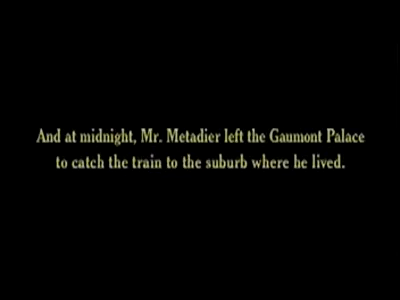 And at midnight, Mr. Metadier left the Gaumont Palace
to catch the train to the suburb where he lived.